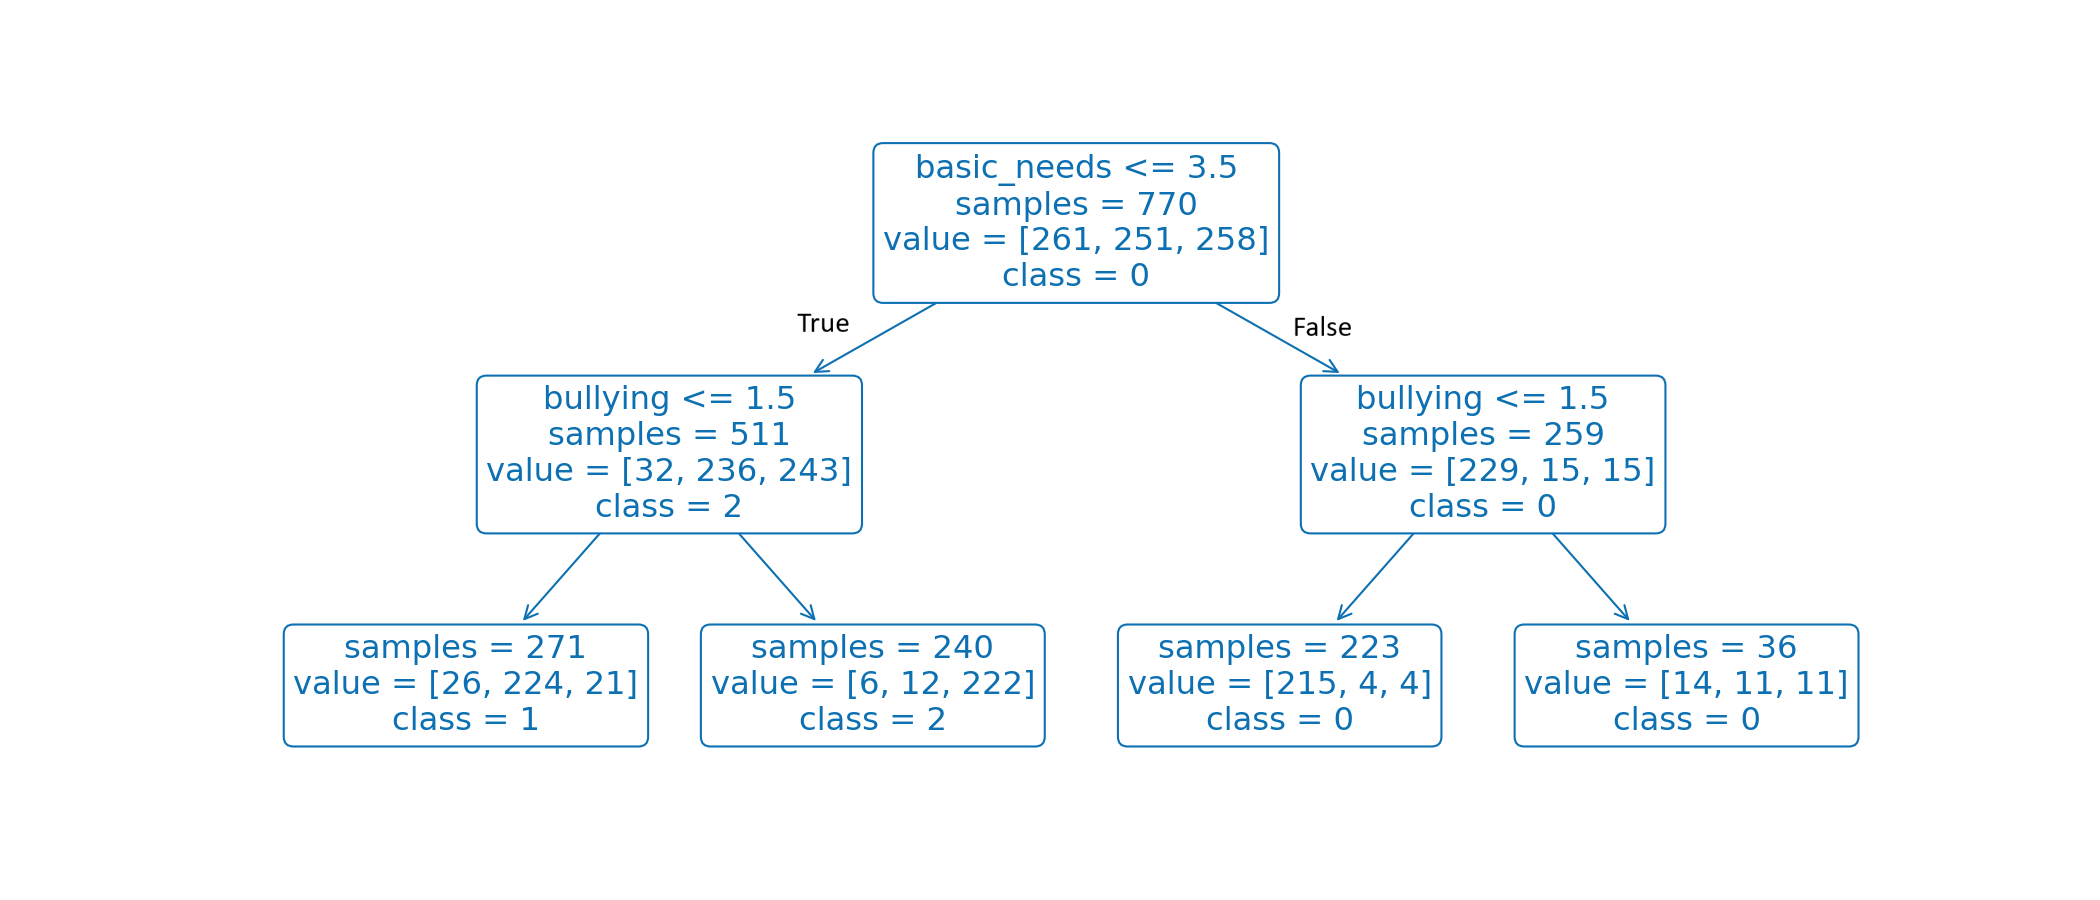 basic_needs <= 3.5
samples = 770
value = [261, 251, 258]
class = 0
True
False
bullying <= 1.5
samples = 511
value = [32, 236, 243]
class = 2
bullying <= 1.5
samples = 259
value = [229, 15, 15]
class = 0
samples = 271
value = [26, 224, 21]
class = 1
samples = 240
value = [6, 12, 222]
class = 2
samples = 223
value = [215, 4, 4]
class = 0
samples = 36
value = [14, 11, 11]
class = 0